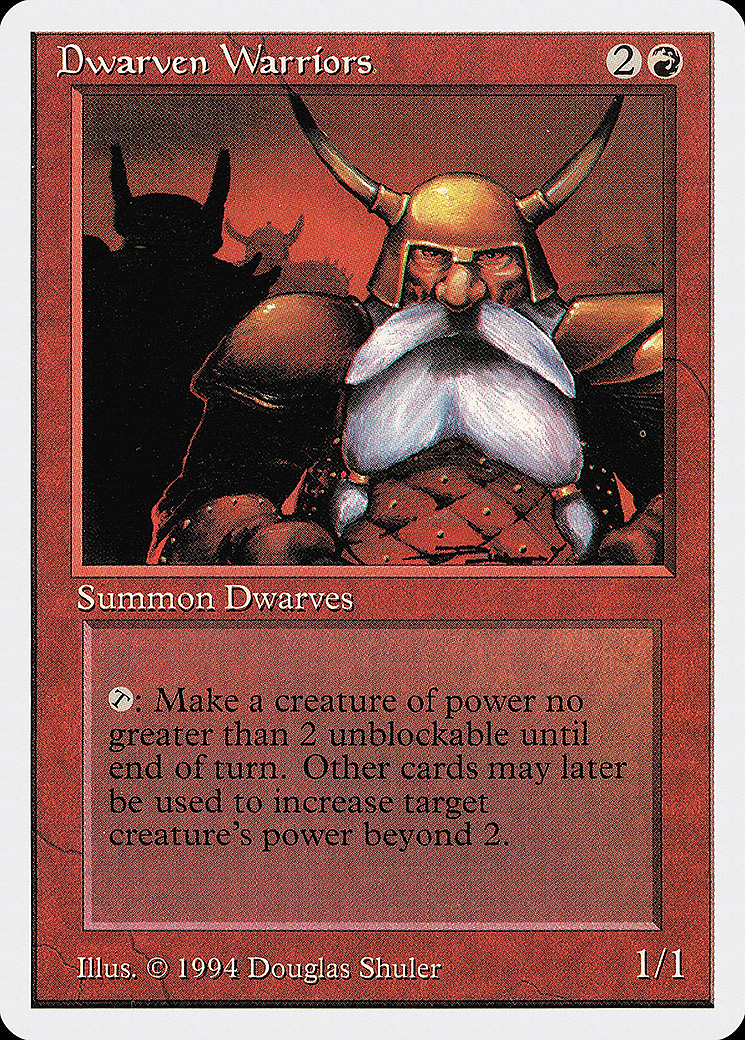 Dwarven Warriors 2
Summon Dwarves
T: Make a creature of power no
greater than 2 unblockable until
end of turn. Other cards may later
be used to increase target
creature's power beyond 2.
Illus. © 1994 Douglas Shuler 1/1